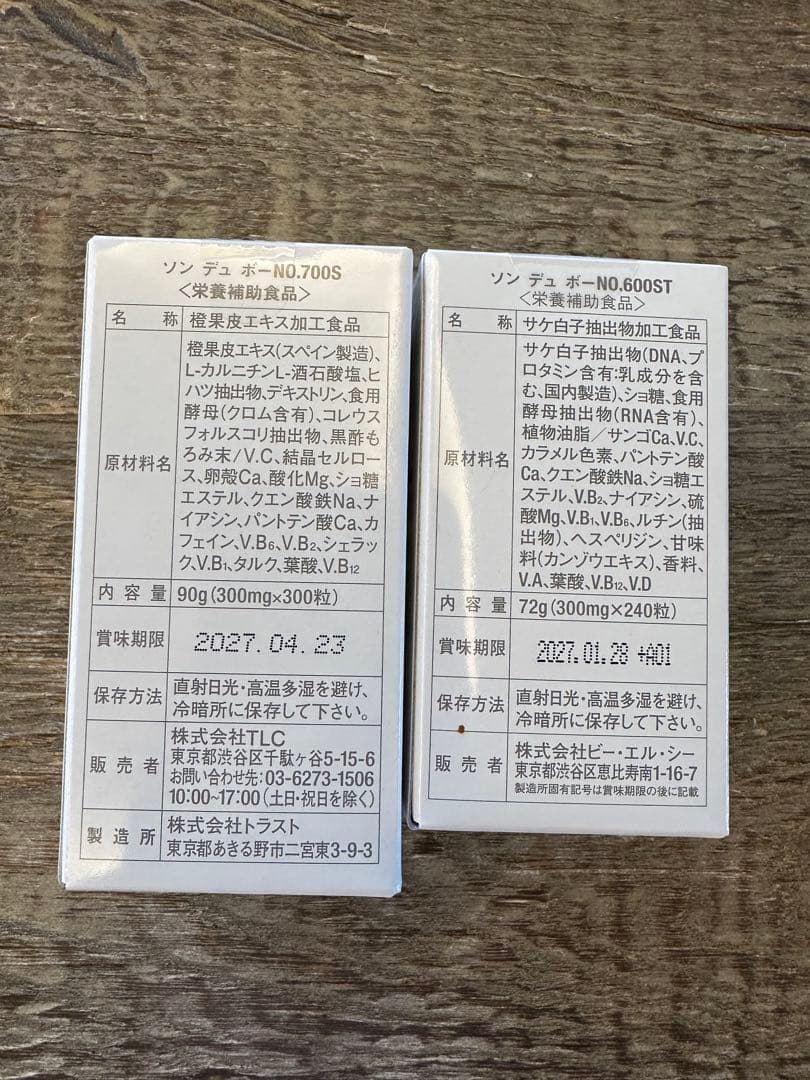 ソン デュ ボーNO.700S
〈栄養補助食品〉
名 称 橙果皮エキス加工食品
原材料名
橙果皮エキス(スペイン製造)、
L-カルニチンL-酒石酸塩、ヒ
ハツ抽出物、デキストリン、食用
酵母(クロム含有)、コレウス
フォルスコリ抽出物、黒酢も
ろみ末/V.C、結晶セルロー
ス、卵殻Ca、酸化Mg、ショ糖
エステル、クエン酸鉄Na、ナ
イアシン、パントテン酸Ca、カ
フェイン、V.B6、V.B2、シェラッ
ク、V.B1、タルク、葉酸、V.B12
内 容 量 90g(300mg×300粒)
賞味期限 2027.04.23
保存方法 直射日光・高温多湿を避け、
冷暗所に保存して下さい。
販 売 者
株式会社TLC
東京都渋谷区千駄ヶ谷5-15-6
お問い合わせ先:03-6273-1506
10:00~17:00(土日・祝日を除く)
製 造 所 株式会社トラスト
東京都あきる野市二宮東3-9-3
ソン デュ ボーNO.600ST
〈栄養補助食品〉
名 称 サケ白子抽出物加工食品
原材料名
サケ白子抽出物(DNA、プ
ロタミン含有:乳成分を含
む、国内製造)、ショ糖、食用
酵母抽出物(RNA含有)、
植物油脂/サンゴCa、V.C、
カラメル色素、パントテン酸
Ca、クエン酸鉄Na、ショ糖エ
ステル、V.B2、ナイアシン、硫
酸Mg、V.B1、V.B6、ルチン(抽
出物)、ヘスペリジン、甘味
料(カンゾウエキス)、香料、
V.A、葉酸、V.B12、V.D
内 容 量 72g(300mg×240粒)
賞味期限 2027.01.28 +A01
保存方法 直射日光・高温多湿を避け、
冷暗所に保存して下さい。
販 売 者
株式会社ビー・エル・シー
東京都渋谷区恵比寿南1-16-7
製造所固有記号は賞味期限の後に記載